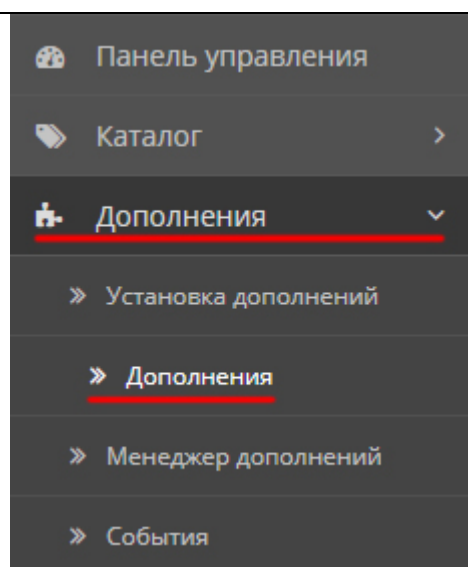 Панель управления
Каталог
Дополнения
Установка дополнений
Дополнения
Менеджер дополнений
События